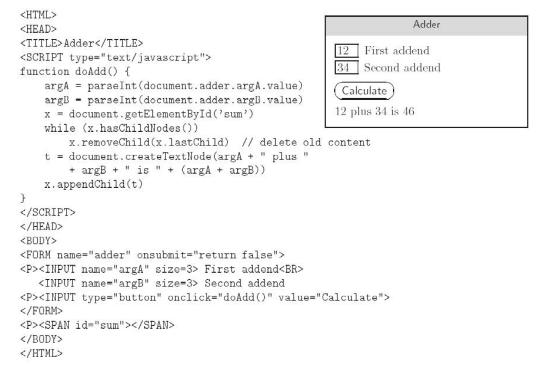 <HTML>
<HEAD>
<TITLE>Adder</TITLE>
<SCRIPT type="text/javascript">
function doAdd() {
    argA = parseInt(document.adder.argA.value)
    argB = parseInt(document.adder.argB.value)
    x = document.getElementById('sum')
    while (x.hasChildNodes())
        x.removeChild(x.lastChild)  // delete old content
    t = document.createTextNode(argA + " plus "
        + argB + " is " + (argA + argB))
    x.appendChild(t)
}
</SCRIPT>
</HEAD>
<BODY>
<FORM name="adder" onsubmit="return false">
<P><INPUT name="argA" size=3> First addend<BR>
   <INPUT name="argB" size=3> Second addend
<P><INPUT type="button" onclick="doAdd()" value="Calculate">
</FORM>
<P><SPAN id="sum"></SPAN>
</BODY>
</HTML>
Adder
12 First addend
34 Second addend
Calculate
12 plus 34 is 46